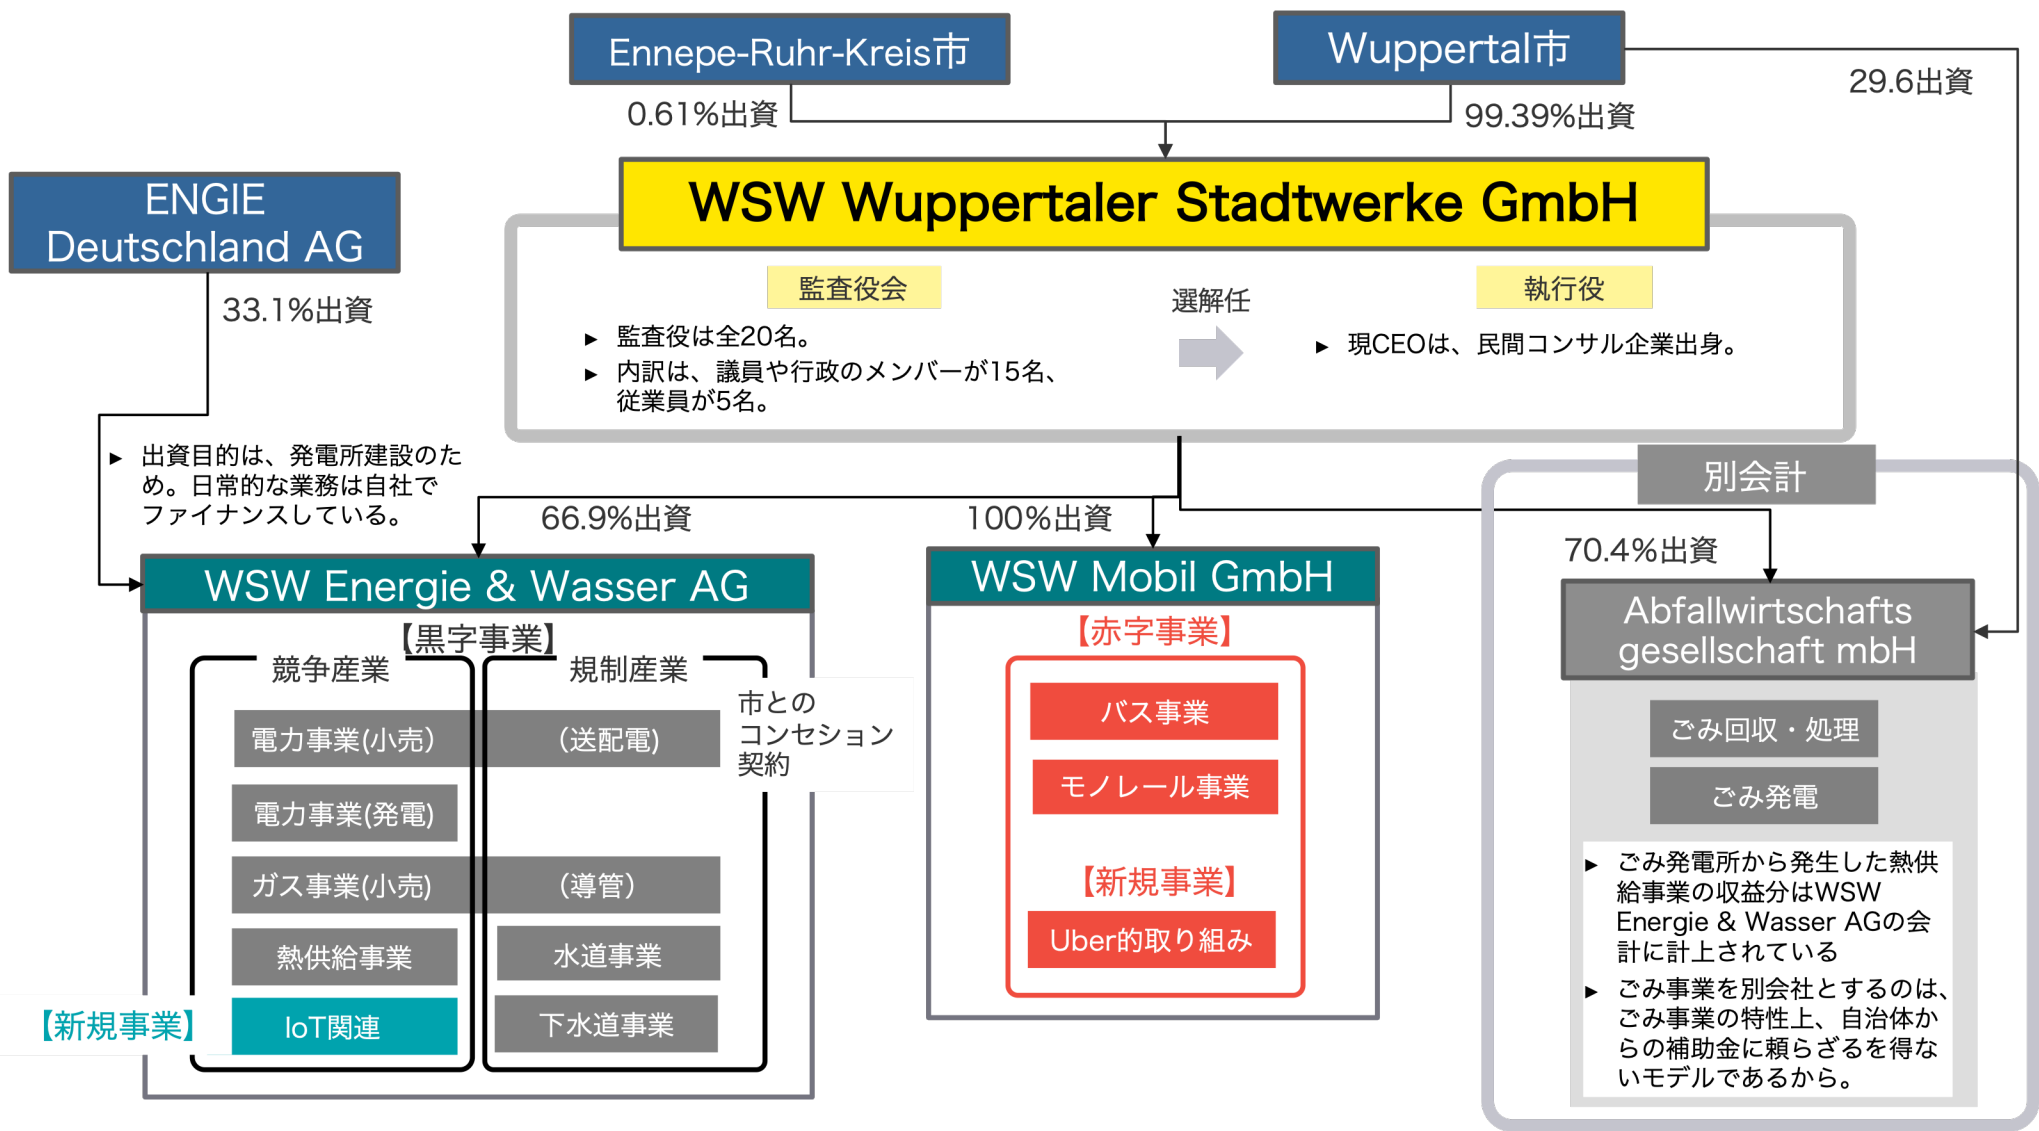 Ennepe-Ruhr-Kreis市
Wuppertal市
0.61%出資
99.39%出資
29.6出資
ENGIE
Deutschland AG
33.1%出資
WSW Wuppertaler Stadtwerke GmbH
監査役会
選解任
執行役
► 監査役は全20名。
► 内訳は、議員や行政のメンバーが15名、
従業員が5名。
► 現CEOは、民間コンサル企業出身。
► 出資目的は、発電所建設のた
め。日常的な業務は自社で
ファイナンスしている。
66.9%出資
100%出資
別会計
70.4%出資
WSW Energie & Wasser AG
【黒字事業】
競争産業
規制産業
市との
コンセション
契約
電力事業(小売）
（送配電)
電力事業(発電)
ガス事業(小売)
（導管）
熱供給事業
水道事業
【新規事業】
IoT関連
下水道事業
WSW Mobil GmbH
【赤字事業】
バス事業
モノレール事業
【新規事業】
Uber的取り組み
Abfallwirtschafts
gesellschaft mbH
ごみ回収・処理
ごみ発電
► ごみ発電所から発生した熱供
給事業の収益分はWSW
Energie & Wasser AGの会
計に計上されている
► ごみ事業を別会社とするのは、
ごみ事業の特性上、自治体か
らの補助金に頼らざるを得な
いモデルであるから。